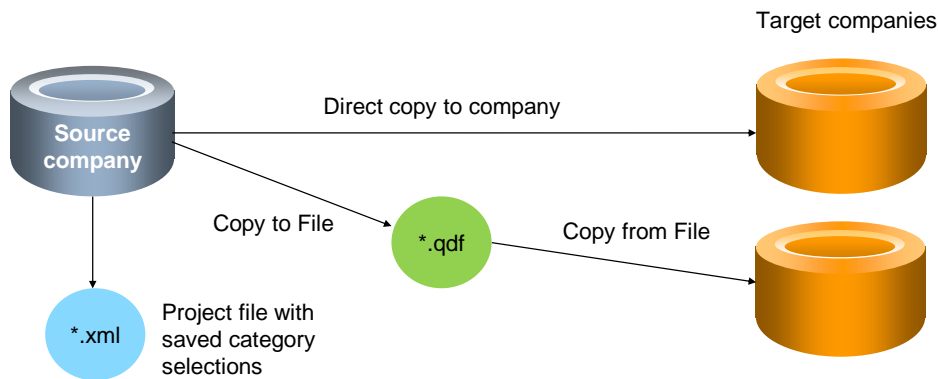 Target companies
Direct copy to company
Source
company
Copy to File
*.qdf
Copy from File
*.xml
Project file with
saved category
selections